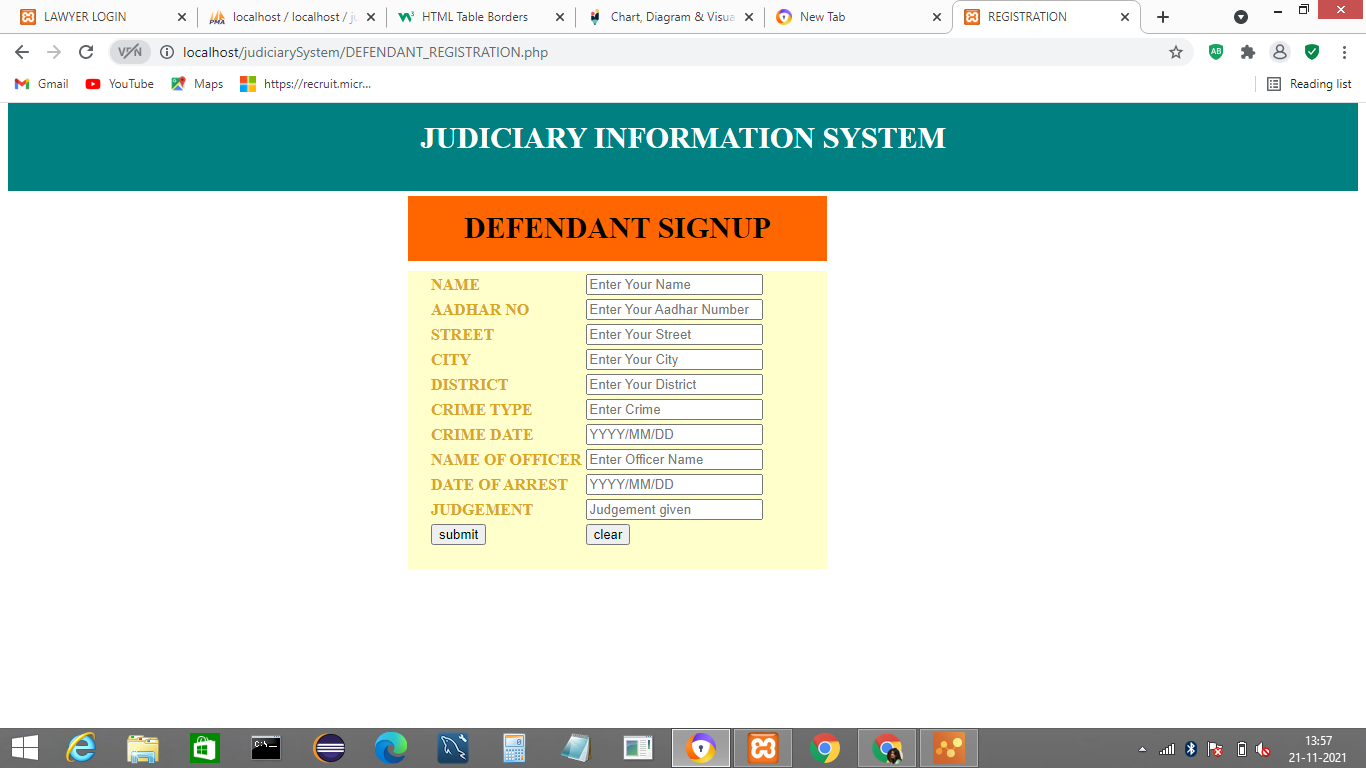 LAWYER LOGIN
localhost / localhost / ju
HTML Table Borders
Chart, Diagram & Visua
New Tab
REGISTRATION
VPN
localhost/judiciarySystem/DEFENDANT_REGISTRATION.php
Gmail
YouTube
Maps
https://recruit.micr...
Reading list
JUDICIARY INFORMATION SYSTEM
DEFENDANT SIGNUP
NAME Enter Your Name
AADHAR NO Enter Your Aadhar Number
STREET Enter Your Street
CITY Enter Your City
DISTRICT Enter Your District
CRIME TYPE Enter Crime
CRIME DATE YYYY/MM/DD
NAME OF OFFICER Enter Officer Name
DATE OF ARREST YYYY/MM/DD
JUDGEMENT Judgement given
submit clear
13:57
21-11-2021